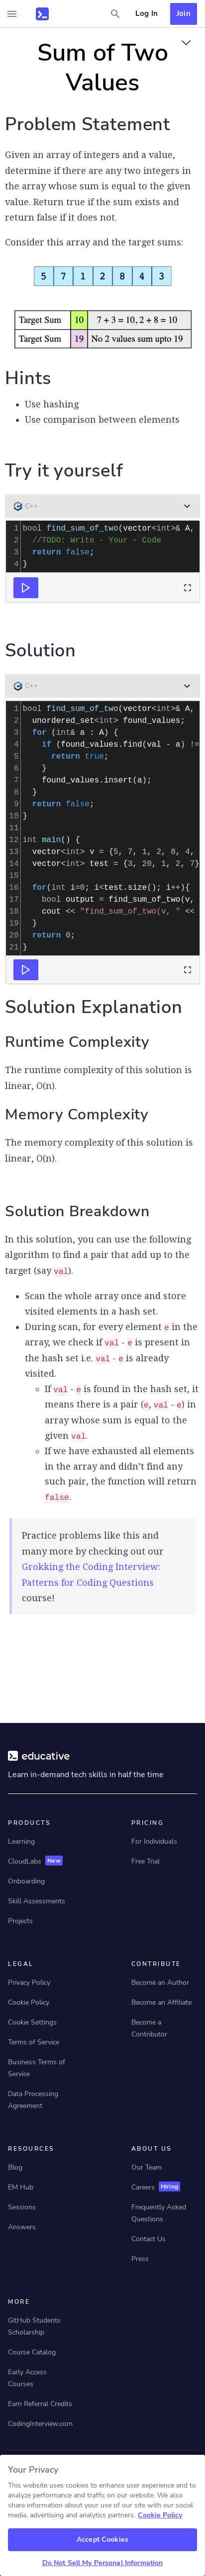 Log In
Join
Sum of Two
Values
Problem Statement
Given an array of integers and a value,
determine if there are any two integers in
the array whose sum is equal to the given
value. Return true if the sum exists and
return false if it does not.
Consider this array and the target sums:
5 7 1 2 8 4 3
Target Sum 10 7 + 3 = 10, 2 + 8 = 10
Target Sum 19 No 2 values sum upto 19
Hints
• Use hashing
• Use comparison between elements
Try it yourself
C++
1 bool find_sum_of_two(vector<int>& A,
2 //TODO: Write - Your - Code
3 return false;
4 }
Solution
C++
1 bool find_sum_of_two(vector<int>& A,
2 unordered_set<int> found_values;
3 for (int& a : A) {
4 if (found_values.find(val - a) !=
5 return true;
6 }
7 found_values.insert(a);
8 }
9 return false;
10 }
11
12 int main() {
13 vector<int> v = {5, 7, 1, 2, 8, 4,
14 vector<int> test = {3, 20, 1, 2, 7}
15
16 for(int i=0; i<test.size(); i++){
17 bool output = find_sum_of_two(v,
18 cout << "find_sum_of_two(v, " <<
19 }
20 return 0;
21 }
Solution Explanation
Runtime Complexity
The runtime complexity of this solution is
linear, O(n).
Memory Complexity
The memory complexity of this solution is
linear, O(n).
Solution Breakdown
In this solution, you can use the following
algorithm to find a pair that add up to the
target (say val).
• Scan the whole array once and store
visited elements in a hash set.
• During scan, for every element e in the
array, we check if val - e is present in
the hash set i.e. val - e is already
visited.
◦ If val - e is found in the hash set, it
means there is a pair (e, val - e) in
array whose sum is equal to the
given val.
◦ If we have exhausted all elements
in the array and didn’t find any
such pair, the function will return
false.
Practice problems like this and
many more by checking out our
Grokking the Coding Interview:
Patterns for Coding Questions
course!
educative
Learn in-demand tech skills in half the time
PRODUCTS
Learning
CloudLabs New
Onboarding
Skill Assessments
Projects
PRICING
For Individuals
Free Trial
LEGAL
Privacy Policy
Cookie Policy
Cookie Settings
Terms of Service
Business Terms of
Service
Data Processing
Agreement
CONTRIBUTE
Become an Author
Become an Affiliate
Become a
Contributor
RESOURCES
Blog
EM Hub
Sessions
Answers
ABOUT US
Our Team
Careers Hiring
Frequently Asked
Questions
Contact Us
Press
MORE
GitHub Students
Scholarship
Course Catalog
Early Access
Courses
Earn Referral Credits
CodingInterview.com
Your Privacy
This website uses cookies to enhance user experience and to
analyze performance and traffic on our website. We may also
share information about your use of our site with our social
media, advertising and analytics partners. Cookie Policy
Accept Cookies
Do Not Sell My Personal Information